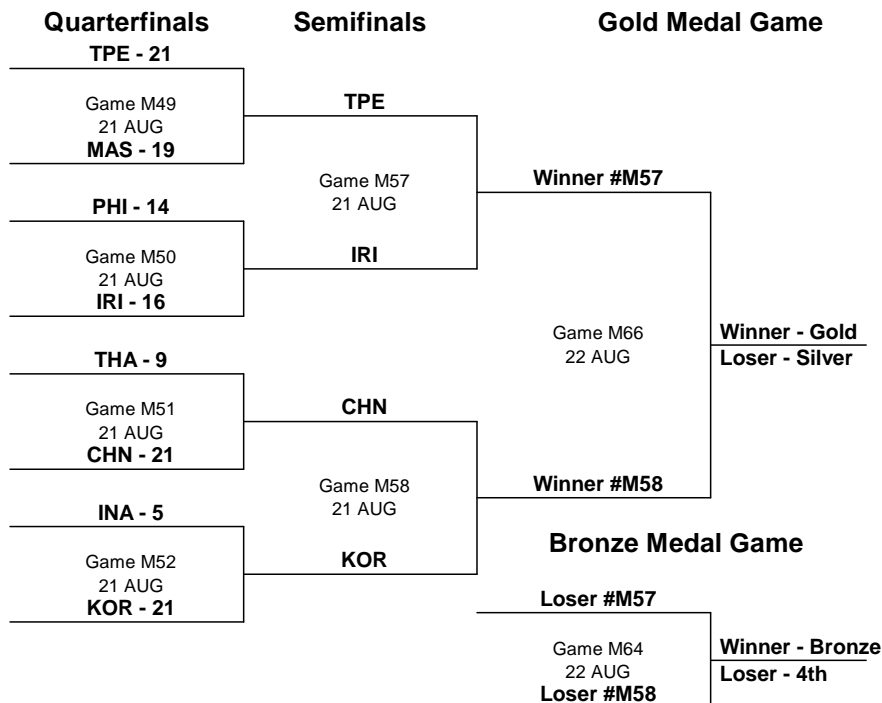 Quarterfinals
Semifinals
Gold Medal Game
TPE - 21
Game M49
21 AUG
MAS - 19
TPE
Game M57
21 AUG
Winner #M57
PHI - 14
Game M50
21 AUG
IRI - 16
IRI
Game M66
22 AUG
Winner - Gold
Loser - Silver
THA - 9
Game M51
21 AUG
CHN - 21
CHN
Game M58
21 AUG
Winner #M58
INA - 5
Game M52
21 AUG
KOR - 21
KOR
Bronze Medal Game
Loser #M57
Game M64
22 AUG
Loser #M58
Winner - Bronze
Loser - 4th